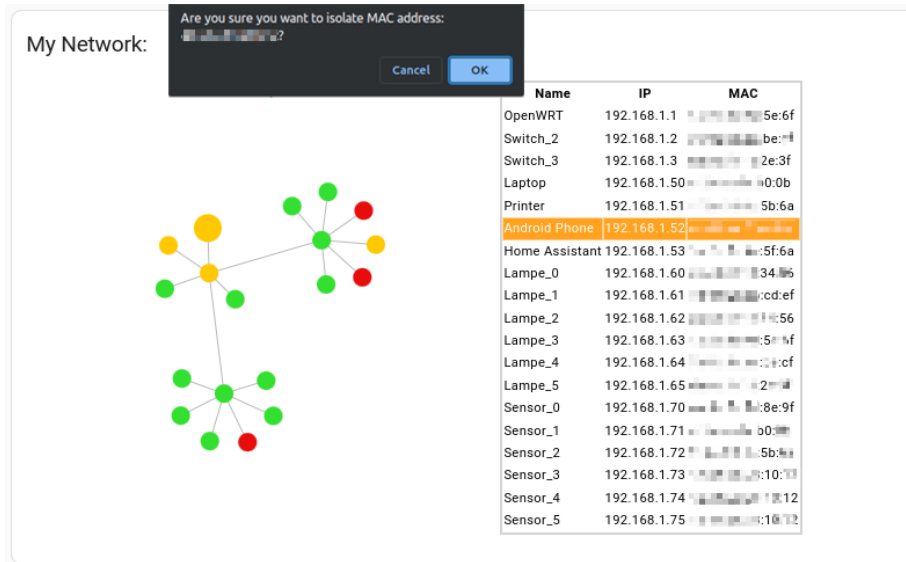 Are you sure you want to isolate MAC address:
?
Cancel OK
My Network:
Name IP MAC
OpenWRT 192.168.1.1 5e:6f
Switch_2 192.168.1.2 be:
Switch_3 192.168.1.3 2e:3f
Laptop 192.168.1.50 0:0b
Printer 192.168.1.51 5b:6a
Android Phone 192.168.1.52
Home Assistant 192.168.1.53 :5f:6a
Lampe_0 192.168.1.60 34:
Lampe_1 192.168.1.61 :cd:ef
Lampe_2 192.168.1.62 :56
Lampe_3 192.168.1.63
Lampe_4 192.168.1.64 :cf
Lampe_5 192.168.1.65
Sensor_0 192.168.1.70 :8e:9f
Sensor_1 192.168.1.71 b0:
Sensor_2 192.168.1.72 :5b:
Sensor_3 192.168.1.73 :10:
Sensor_4 192.168.1.74 :12
Sensor_5 192.168.1.75